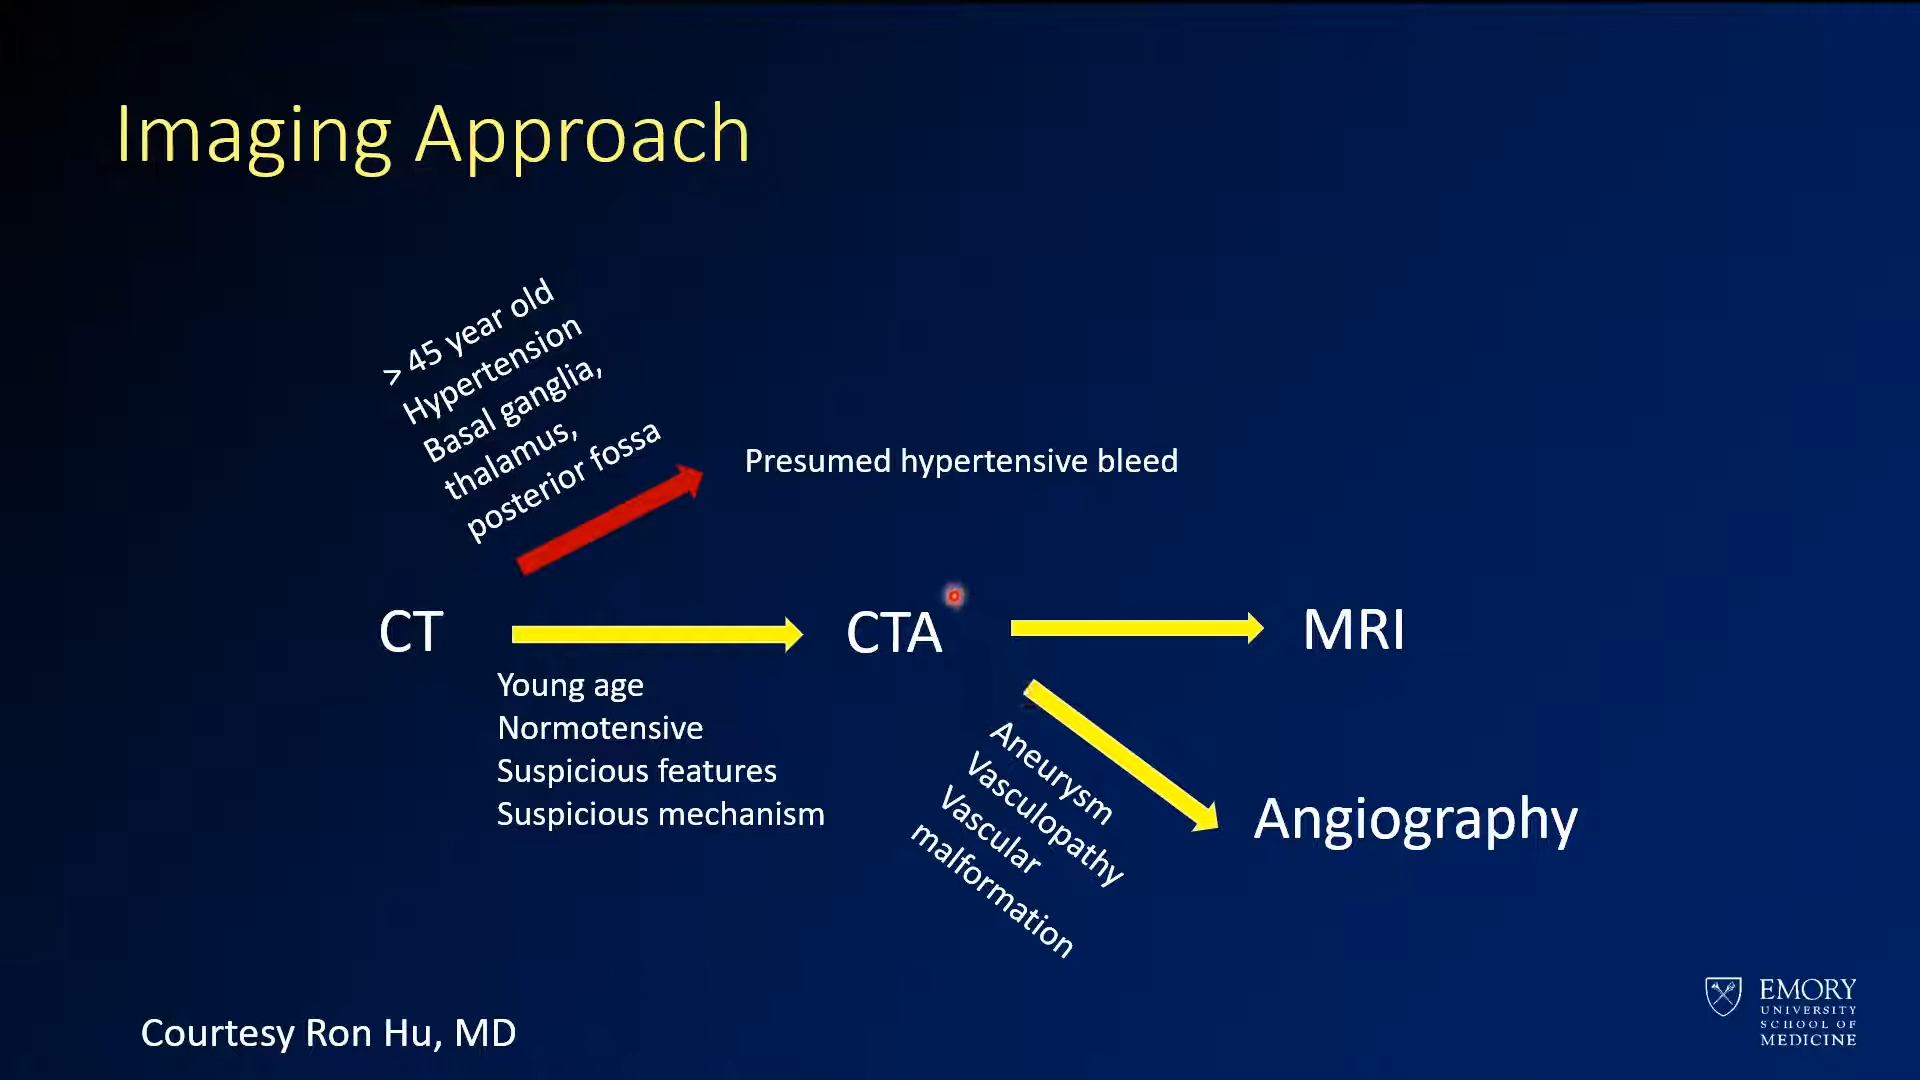 Imaging Approach
> 45 year old
Hypertension
Basal ganglia,
thalamus,
posterior fossa
Presumed hypertensive bleed
CT
CTA
MRI
Young age
Normotensive
Suspicious features
Suspicious mechanism
Aneurysm
Vasculopathy
Vascular
malformation
Angiography
Courtesy Ron Hu, MD
EMORY
UNIVERSITY
SCHOOL OF
MEDICINE